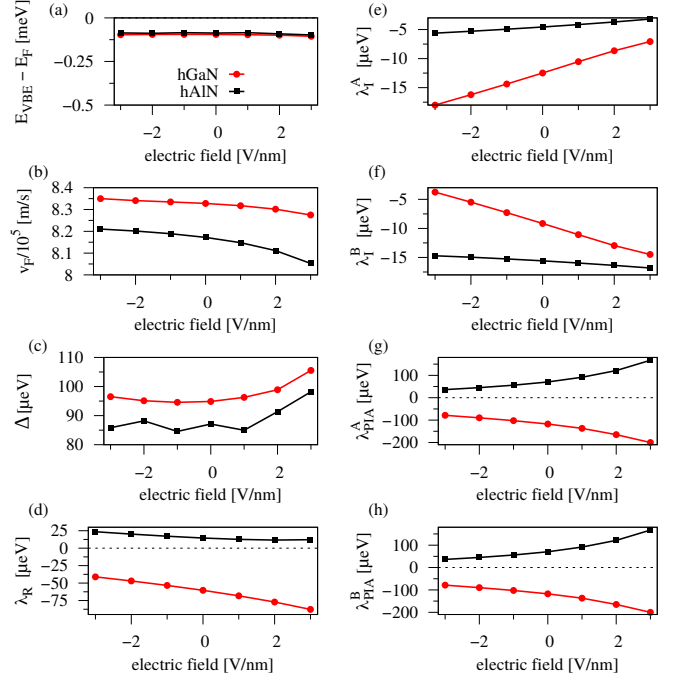 (a)
E_VBE − E_F [meV]
0
−0.25
−0.5
hGaN
hAlN
−2
0
2
electric field [V/nm]
(b)
v_F/10^5 [m/s]
8.4
8.3
8.2
8.1
8
−2
0
2
electric field [V/nm]
(c)
Δ [μeV]
110
100
90
80
−2
0
2
electric field [V/nm]
(d)
λ_R [μeV]
25
0
−25
−50
−75
−2
0
2
electric field [V/nm]
(e)
λ_I^A [μeV]
−5
−10
−15
−2
0
2
electric field [V/nm]
(f)
λ_I^B [μeV]
−5
−10
−15
−2
0
2
electric field [V/nm]
(g)
λ_PIA^A [μeV]
100
0
−100
−200
−2
0
2
electric field [V/nm]
(h)
λ_PIA^B [μeV]
100
0
−100
−200
−2
0
2
electric field [V/nm]